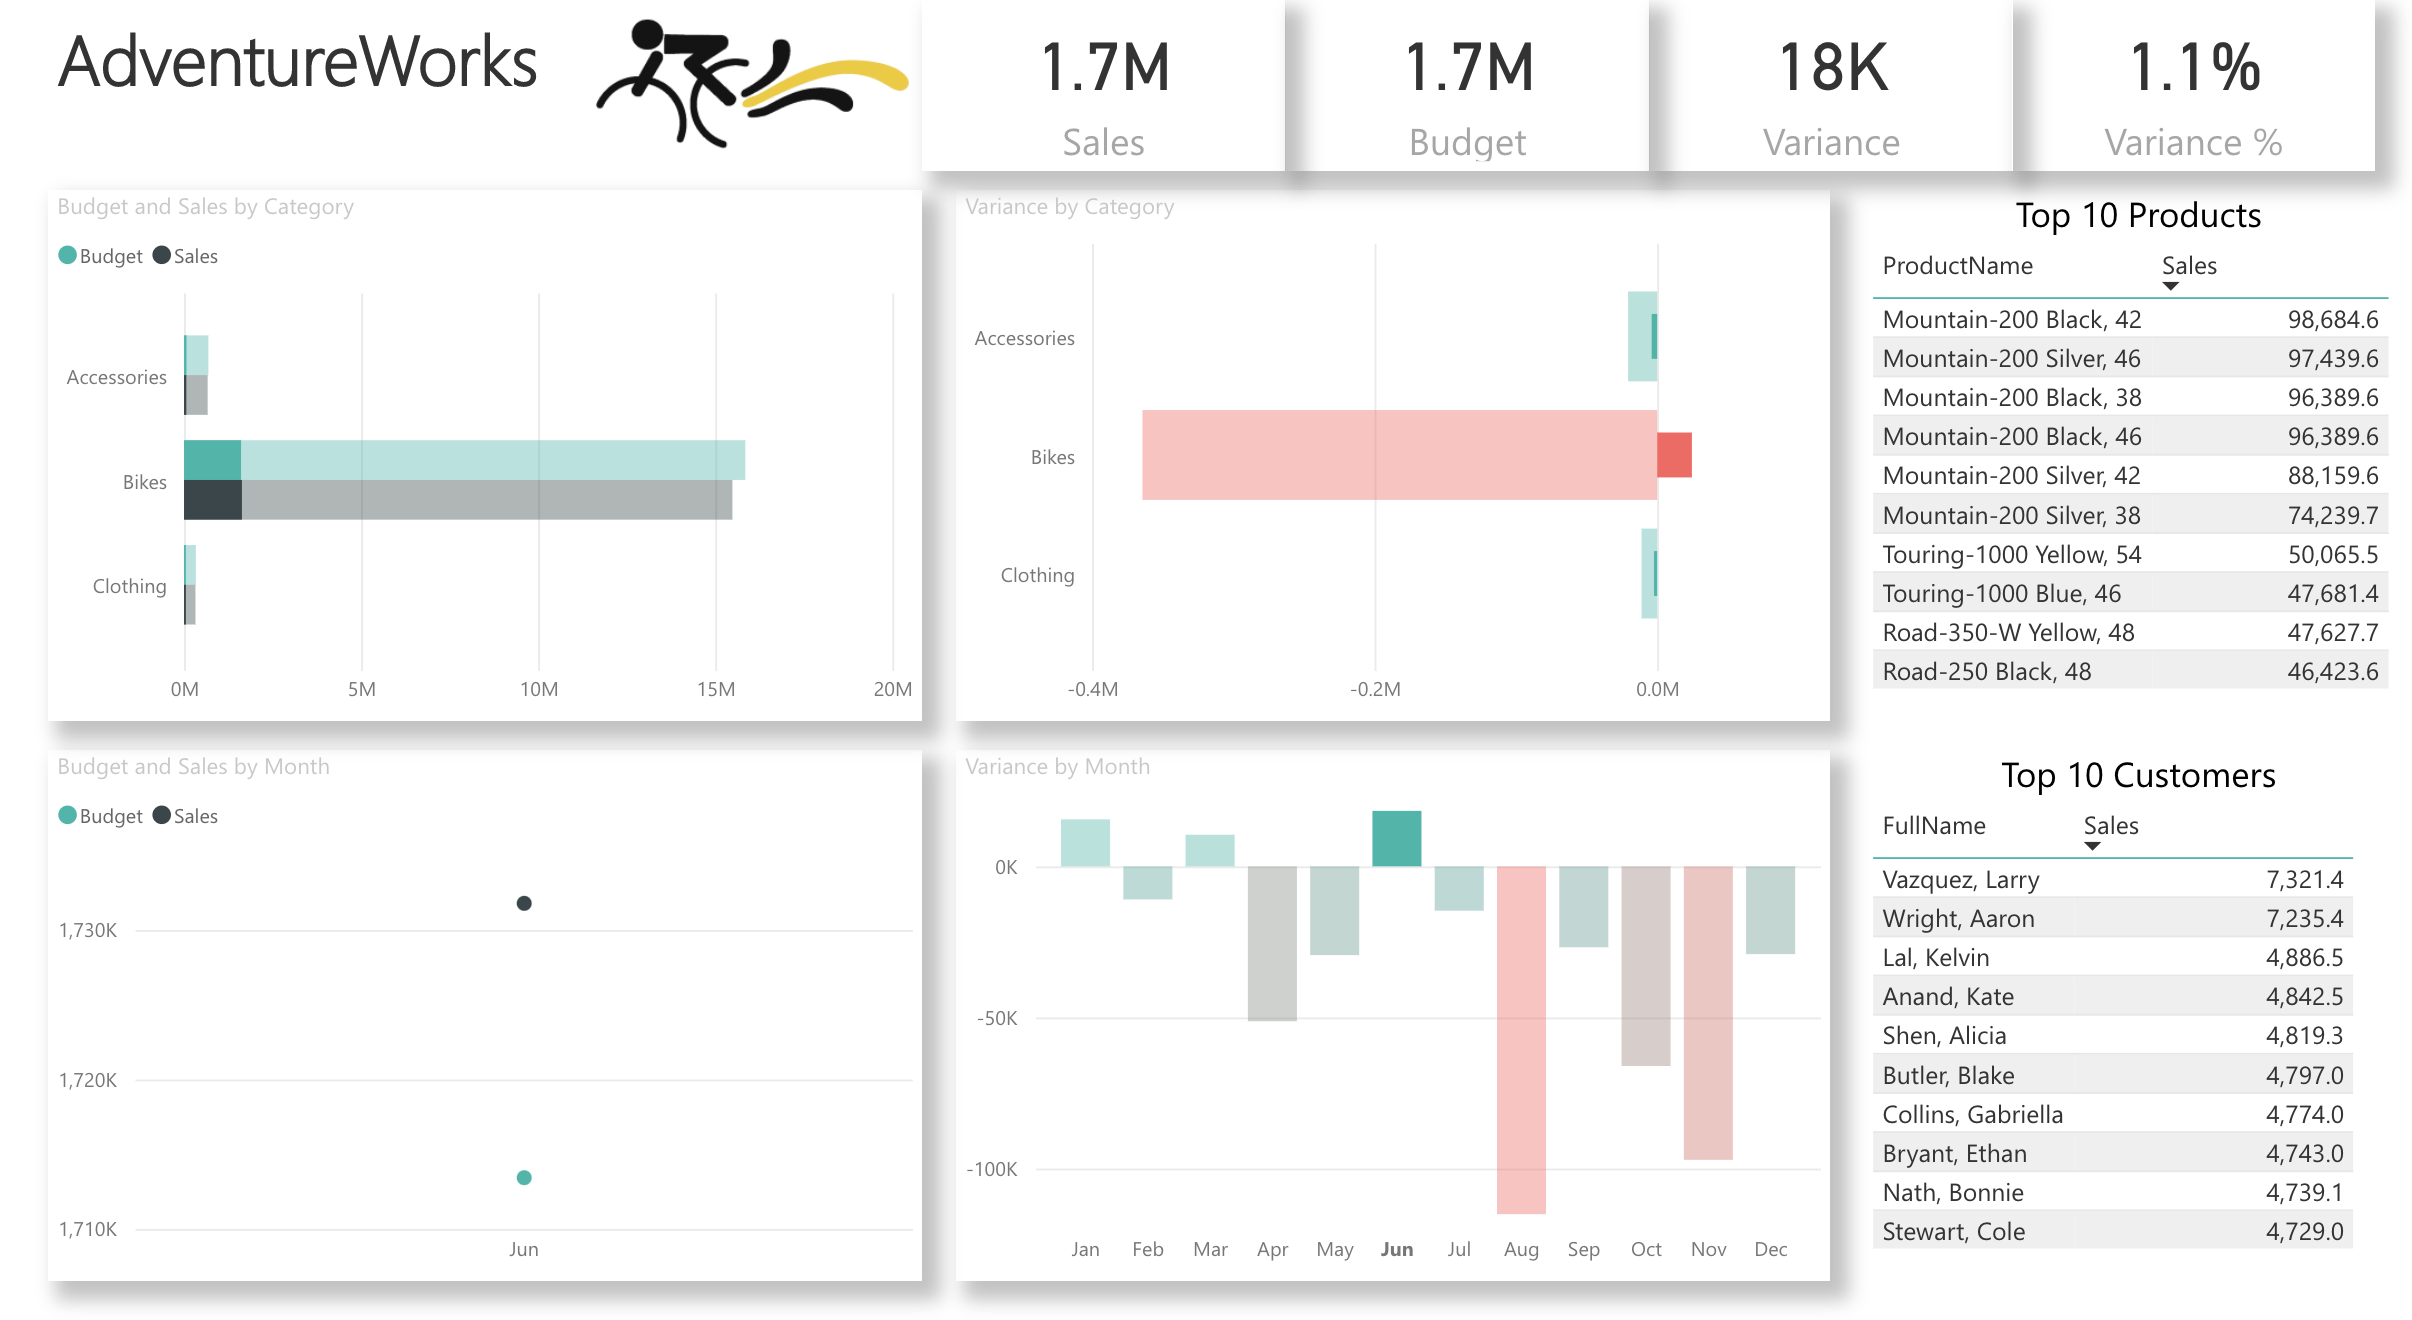 AdventureWorks
1.7M
Sales
1.7M
Budget
18K
Variance
1.1%
Variance %
Budget and Sales by Category
Budget Sales
Accessories
Bikes
Clothing
0M 5M 10M 15M 20M
Variance by Category
Accessories
Bikes
Clothing
-0.4M -0.2M 0.0M
Top 10 Products
ProductName Sales
Mountain-200 Black, 42 98,684.6
Mountain-200 Silver, 46 97,439.6
Mountain-200 Black, 38 96,389.6
Mountain-200 Black, 46 96,389.6
Mountain-200 Silver, 42 88,159.6
Mountain-200 Silver, 38 74,239.7
Touring-1000 Yellow, 54 50,065.5
Touring-1000 Blue, 46 47,681.4
Road-350-W Yellow, 48 47,627.7
Road-250 Black, 48 46,423.6
Budget and Sales by Month
Budget Sales
1,730K
1,720K
1,710K
Jun
Variance by Month
0K
-50K
-100K
Jan Feb Mar Apr May Jun Jul Aug Sep Oct Nov Dec
Top 10 Customers
FullName Sales
Vazquez, Larry 7,321.4
Wright, Aaron 7,235.4
Lal, Kelvin 4,886.5
Anand, Kate 4,842.5
Shen, Alicia 4,819.3
Butler, Blake 4,797.0
Collins, Gabriella 4,774.0
Bryant, Ethan 4,743.0
Nath, Bonnie 4,739.1
Stewart, Cole 4,729.0